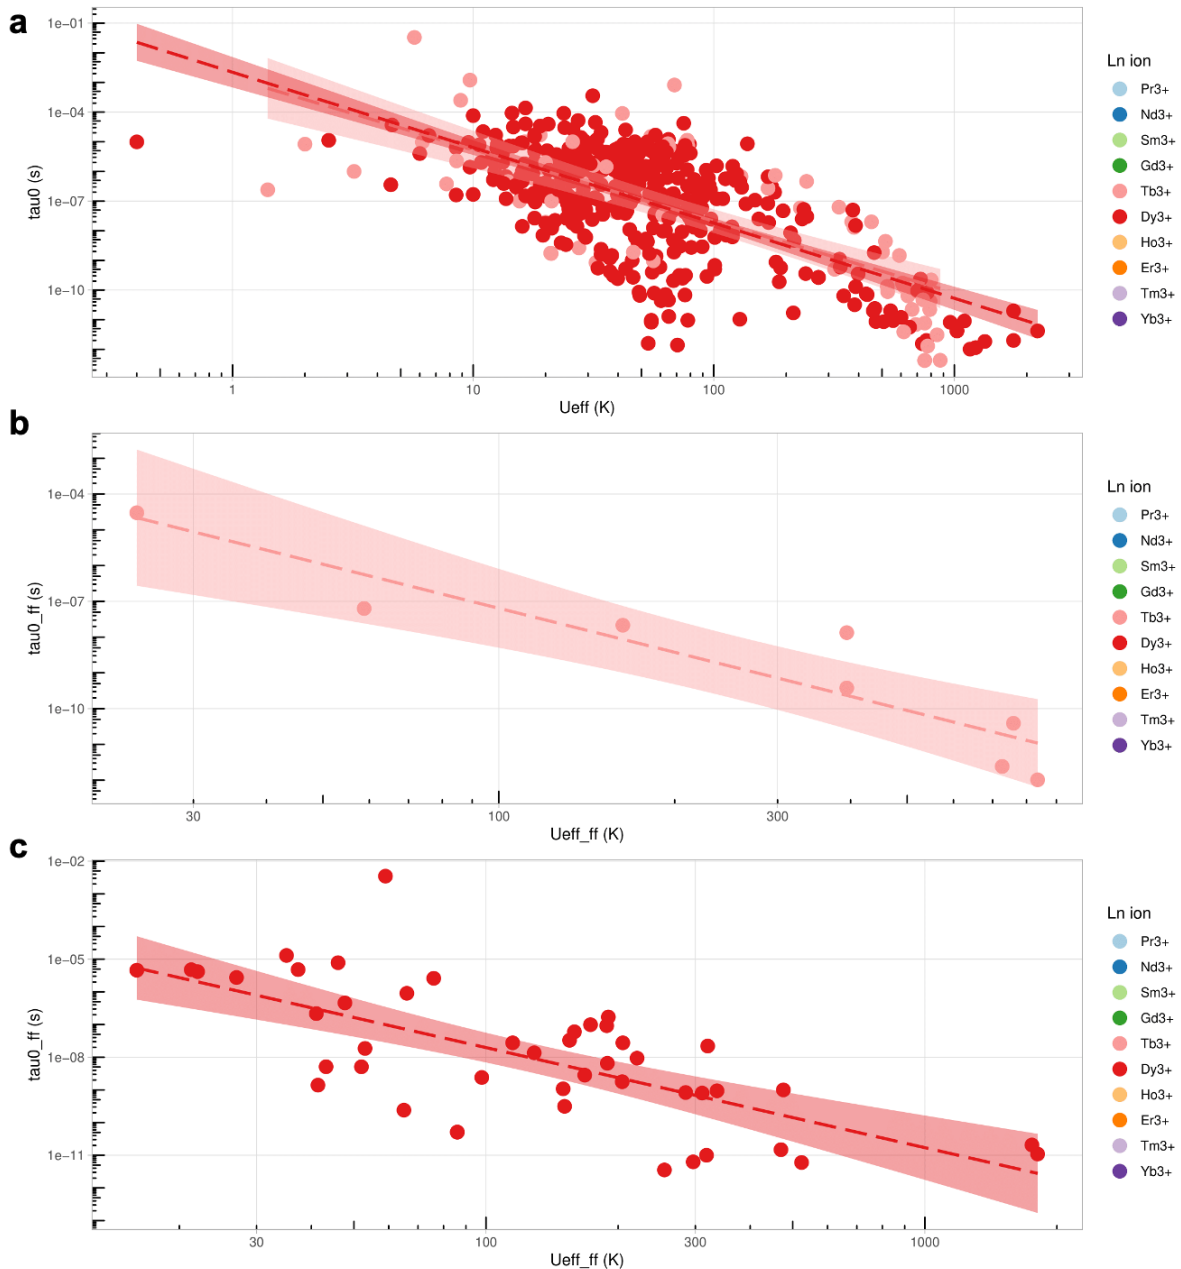 a
1e−01
1e−04
1e−07
1e−10
tau0 (s)
1
10
100
1000
Ueff (K)
Ln ion
Pr3+
Nd3+
Sm3+
Gd3+
Tb3+
Dy3+
Ho3+
Er3+
Tm3+
Yb3+
b
1e−04
1e−07
1e−10
tau0_ff (s)
30
100
300
Ueff_ff (K)
Ln ion
Pr3+
Nd3+
Sm3+
Gd3+
Tb3+
Dy3+
Ho3+
Er3+
Tm3+
Yb3+
c
1e−02
1e−05
1e−08
1e−11
tau0_ff (s)
30
100
300
1000
Ueff_ff (K)
Ln ion
Pr3+
Nd3+
Sm3+
Gd3+
Tb3+
Dy3+
Ho3+
Er3+
Tm3+
Yb3+